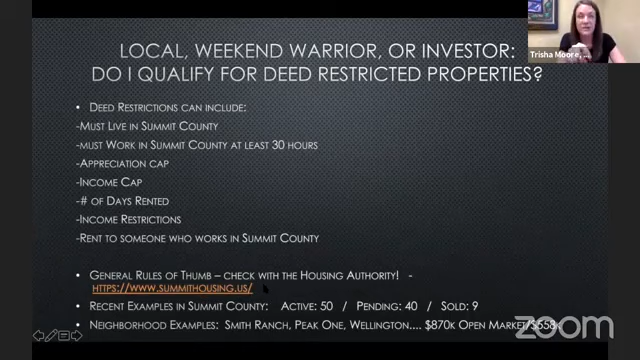 Trisha Moore, ...
LOCAL, WEEKEND WARRIOR, OR INVESTOR:
DO I QUALIFY FOR DEED RESTRICTED PROPERTIES?
• DEED RESTRICTIONS CAN INCLUDE:
-MUST LIVE IN SUMMIT COUNTY
-MUST WORK IN SUMMIT COUNTY AT LEAST 30 HOURS
-APPRECIATION CAP
-INCOME CAP
-# OF DAYS RENTED
-INCOME RESTRICTIONS
-RENT TO SOMEONE WHO WORKS IN SUMMIT COUNTY
• GENERAL RULES OF THUMB – CHECK WITH THE HOUSING AUTHORITY! -
HTTPS://WWW.SUMMITHOUSING.US/
• RECENT EXAMPLES IN SUMMIT COUNTY: ACTIVE: 50 / PENDING: 40 / SOLD: 9
• NEIGHBORHOOD EXAMPLES: SMITH RANCH, PEAK ONE, WELLINGTON.... $870K OPEN MARKET/$558K
zoom